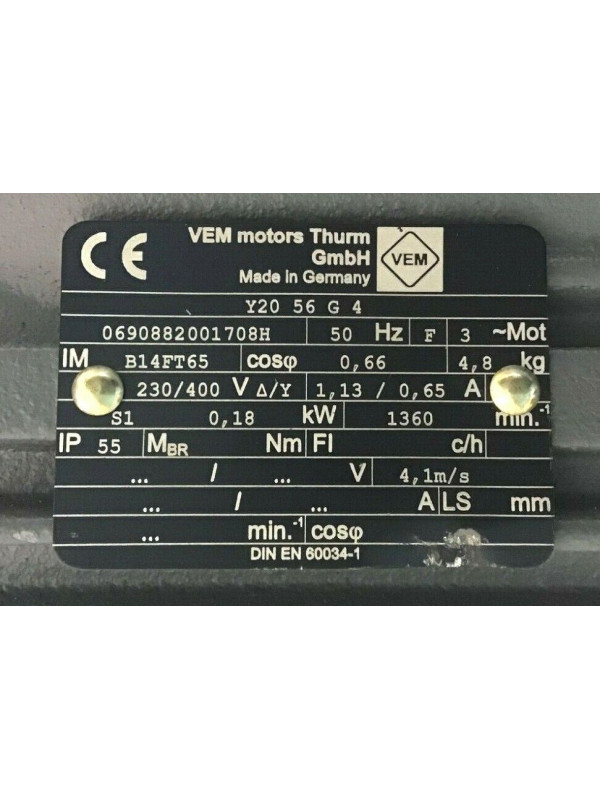 CE
VEM motors Thurm
GmbH
Made in Germany
VEM
Y20 56 G 4
0690882001708H 50 Hz F 3 ~Mot
IM B14FT65 cosφ 0,66 4,8 kg
230/400 V Δ/Y 1,13 / 0,65 A
S1 0,18 kW 1360 min.⁻¹
IP 55 MBR Nm FI c/h
... / ... V 4,1m/s
... / ... A LS mm
... min.⁻¹ cosφ
DIN EN 60034-1